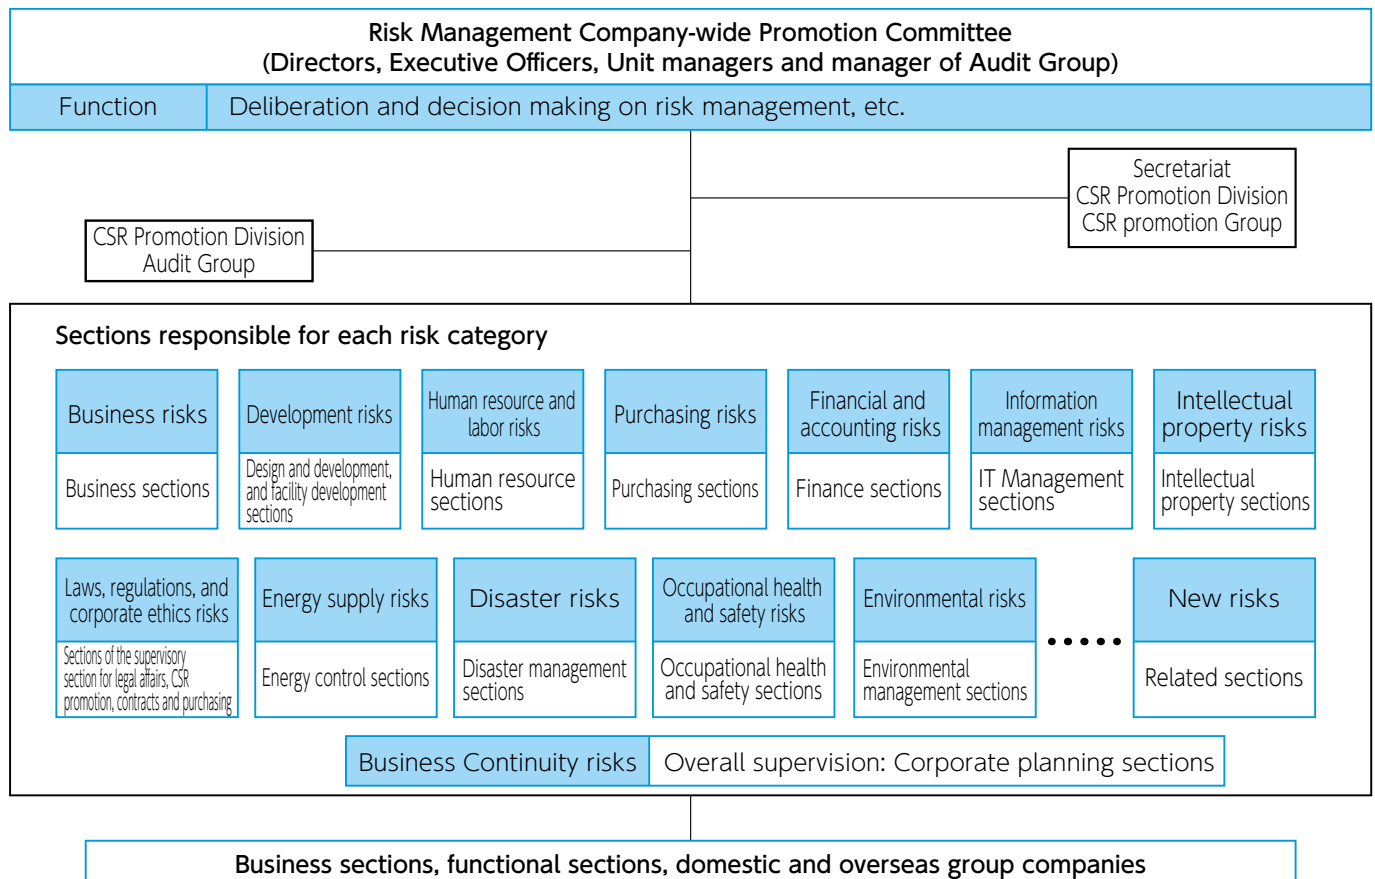 Risk Management Company-wide Promotion Committee
(Directors, Executive Officers, Unit managers and manager of Audit Group)
Function
Deliberation and decision making on risk management, etc.
Secretariat
CSR Promotion Division
CSR promotion Group
CSR Promotion Division
Audit Group
Sections responsible for each risk category
Business risks
Business sections
Development risks
Design and development,
and facility development
sections
Human resource and
labor risks
Human resource
sections
Purchasing risks
Purchasing sections
Financial and
accounting risks
Finance sections
Information
management risks
IT Management
sections
Intellectual
property risks
Intellectual
property sections
Laws, regulations, and
corporate ethics risks
Sections of the supervisory
section for legal affairs, CSR
promotion, contracts and purchasing
Energy supply risks
Energy control sections
Disaster risks
Disaster management
sections
Occupational health
and safety risks
Occupational health
and safety sections
Environmental risks
Environmental
management sections
•••••
New risks
Related sections
Business Continuity risks
Overall supervision: Corporate planning sections
Business sections, functional sections, domestic and overseas group companies